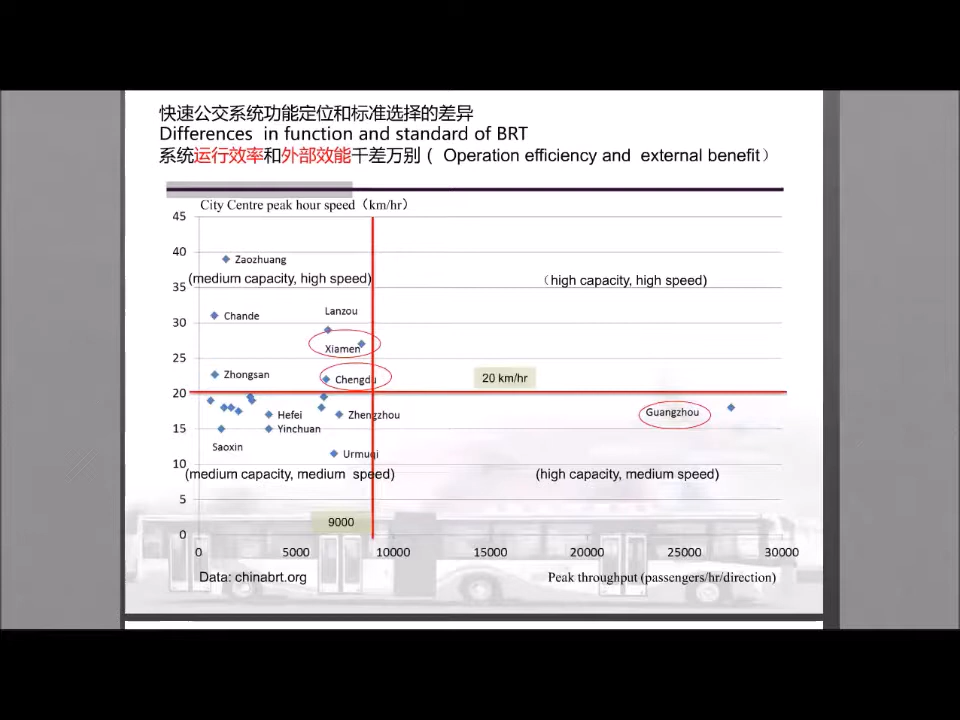 快速公交系统功能定位和标准选择的差异
Differences in function and standard of BRT
系统运行效率和外部效能千差万别 ( Operation efficiency and external benefit）
City Centre peak hour speed（km/hr）
45
40
Zaozhuang
(medium capacity, high speed)
（high capacity, high speed)
35
Chande
Lanzou
30
Xiamen
25
Zhongsan
Chengdu
20 km/hr
20
Hefei
Zhengzhou
Guangzhou
15
Yinchuan
Saoxin
Urmuqi
10
(medium capacity, medium speed)
(high capacity, medium speed)
5
9000
0
0 5000 10000 15000 20000 25000 30000
Data: chinabrt.org
Peak throughput (passengers/hr/direction)